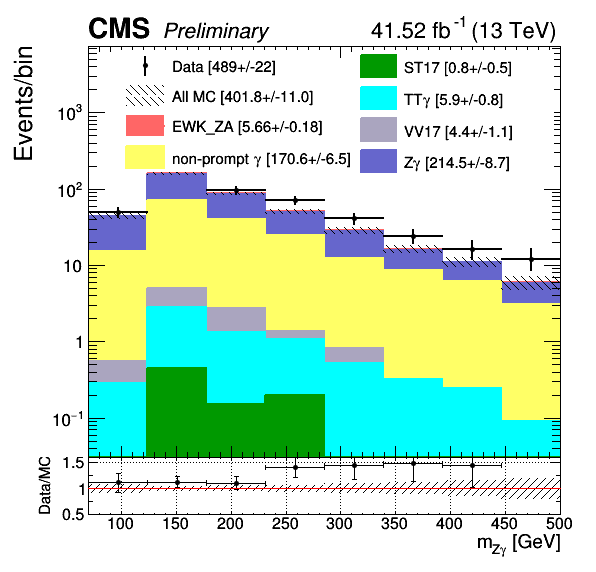 CMS Preliminary 41.52 fb⁻¹ (13 TeV)
Events/bin
Data [489+/-22]
All MC [401.8+/-11.0]
EWK_ZA [5.66+/-0.18]
non-prompt γ [170.6+/-6.5]
ST17 [0.8+/-0.5]
TTγ [5.9+/-0.8]
VV17 [4.4+/-1.1]
Zγ [214.5+/-8.7]
10³
10²
10
1
10⁻¹
Data/MC
1.5
1
0.5
100 150 200 250 300 350 400 450 500
m_Zγ [GeV]